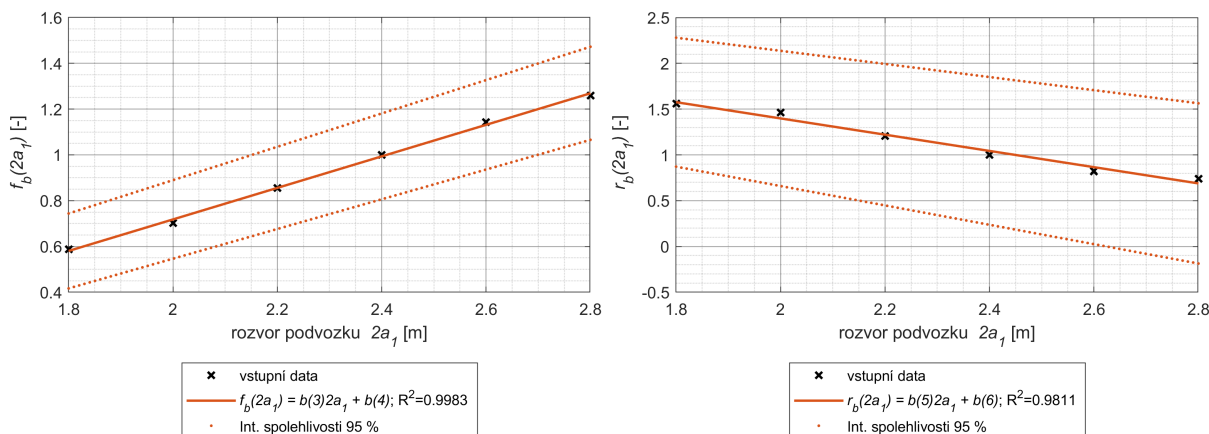 1.6
1.4
1.2
1
0.8
0.6
0.4
f_b(2a_1) [-]
1.8 2 2.2 2.4 2.6 2.8
rozvor podvozku 2a_1 [m]
× vstupní data
f_b(2a_1) = b(3)2a_1 + b(4); R^2=0.9983
Int. spolehlivosti 95 %
2.5
2
1.5
1
0.5
0
-0.5
r_b(2a_1) [-]
1.8 2 2.2 2.4 2.6 2.8
rozvor podvozku 2a_1 [m]
× vstupní data
r_b(2a_1) = b(5)2a_1 + b(6); R^2=0.9811
Int. spolehlivosti 95 %